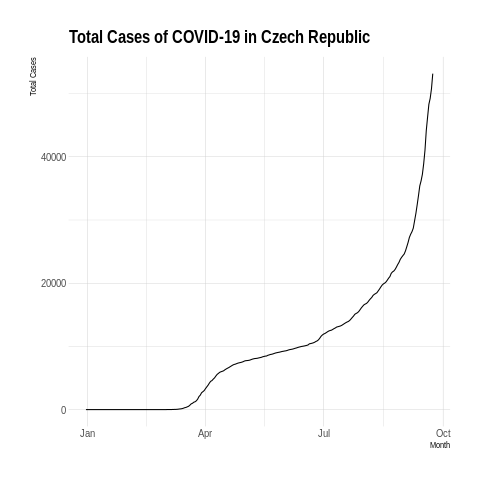 Total Cases of COVID-19 in Czech Republic
Total Cases
40000
20000
0
Jan Apr Jul Oct
Month